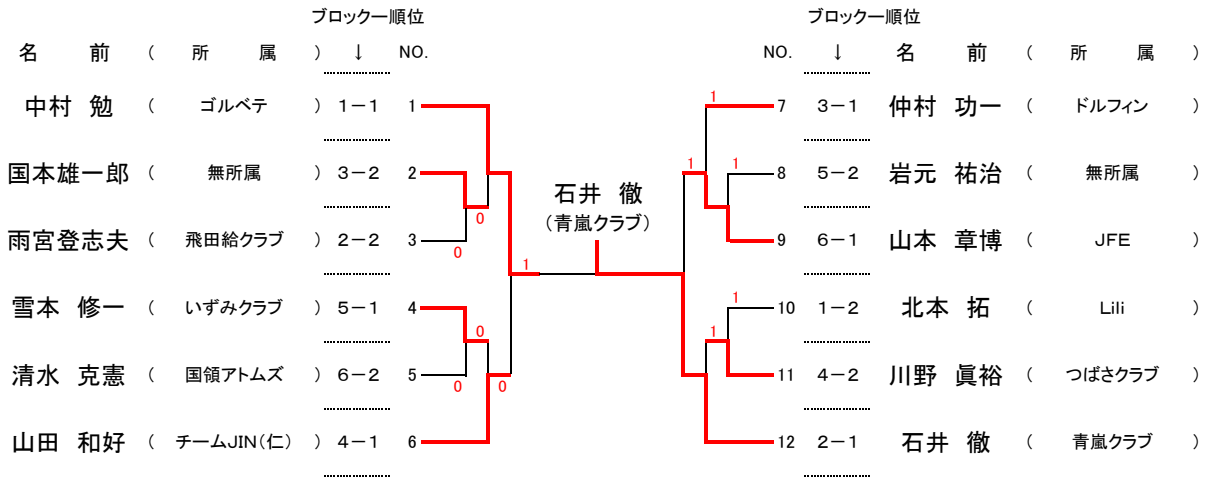 ブロックー順位 ブロックー順位
名 前 ( 所 属 ) ↓ NO. NO. ↓ 名 前 ( 所 属 )
中村 勉 ( ゴルベテ ) 1－1 1 1 7 3－1 仲村 功一 ( ドルフィン )
国本雄一郎 ( 無所属 ) 3－2 2 1 1 8 5－2 岩元 祐治 ( 無所属 )
石井 徹
0 (青嵐クラブ)
雨宮登志夫 ( 飛田給クラブ ) 2－2 3 0 9 6－1 山本 章博 ( JFE )
1
雪本 修一 ( いずみクラブ ) 5－1 4 1 10 1－2 北本 拓 ( Lili )
0 1
清水 克憲 ( 国領アトムズ ) 6－2 5 0 0 11 4－2 川野 眞裕 ( つばさクラブ )
山田 和好 ( チームJIN(仁) ) 4－1 6 12 2－1 石井 徹 ( 青嵐クラブ )